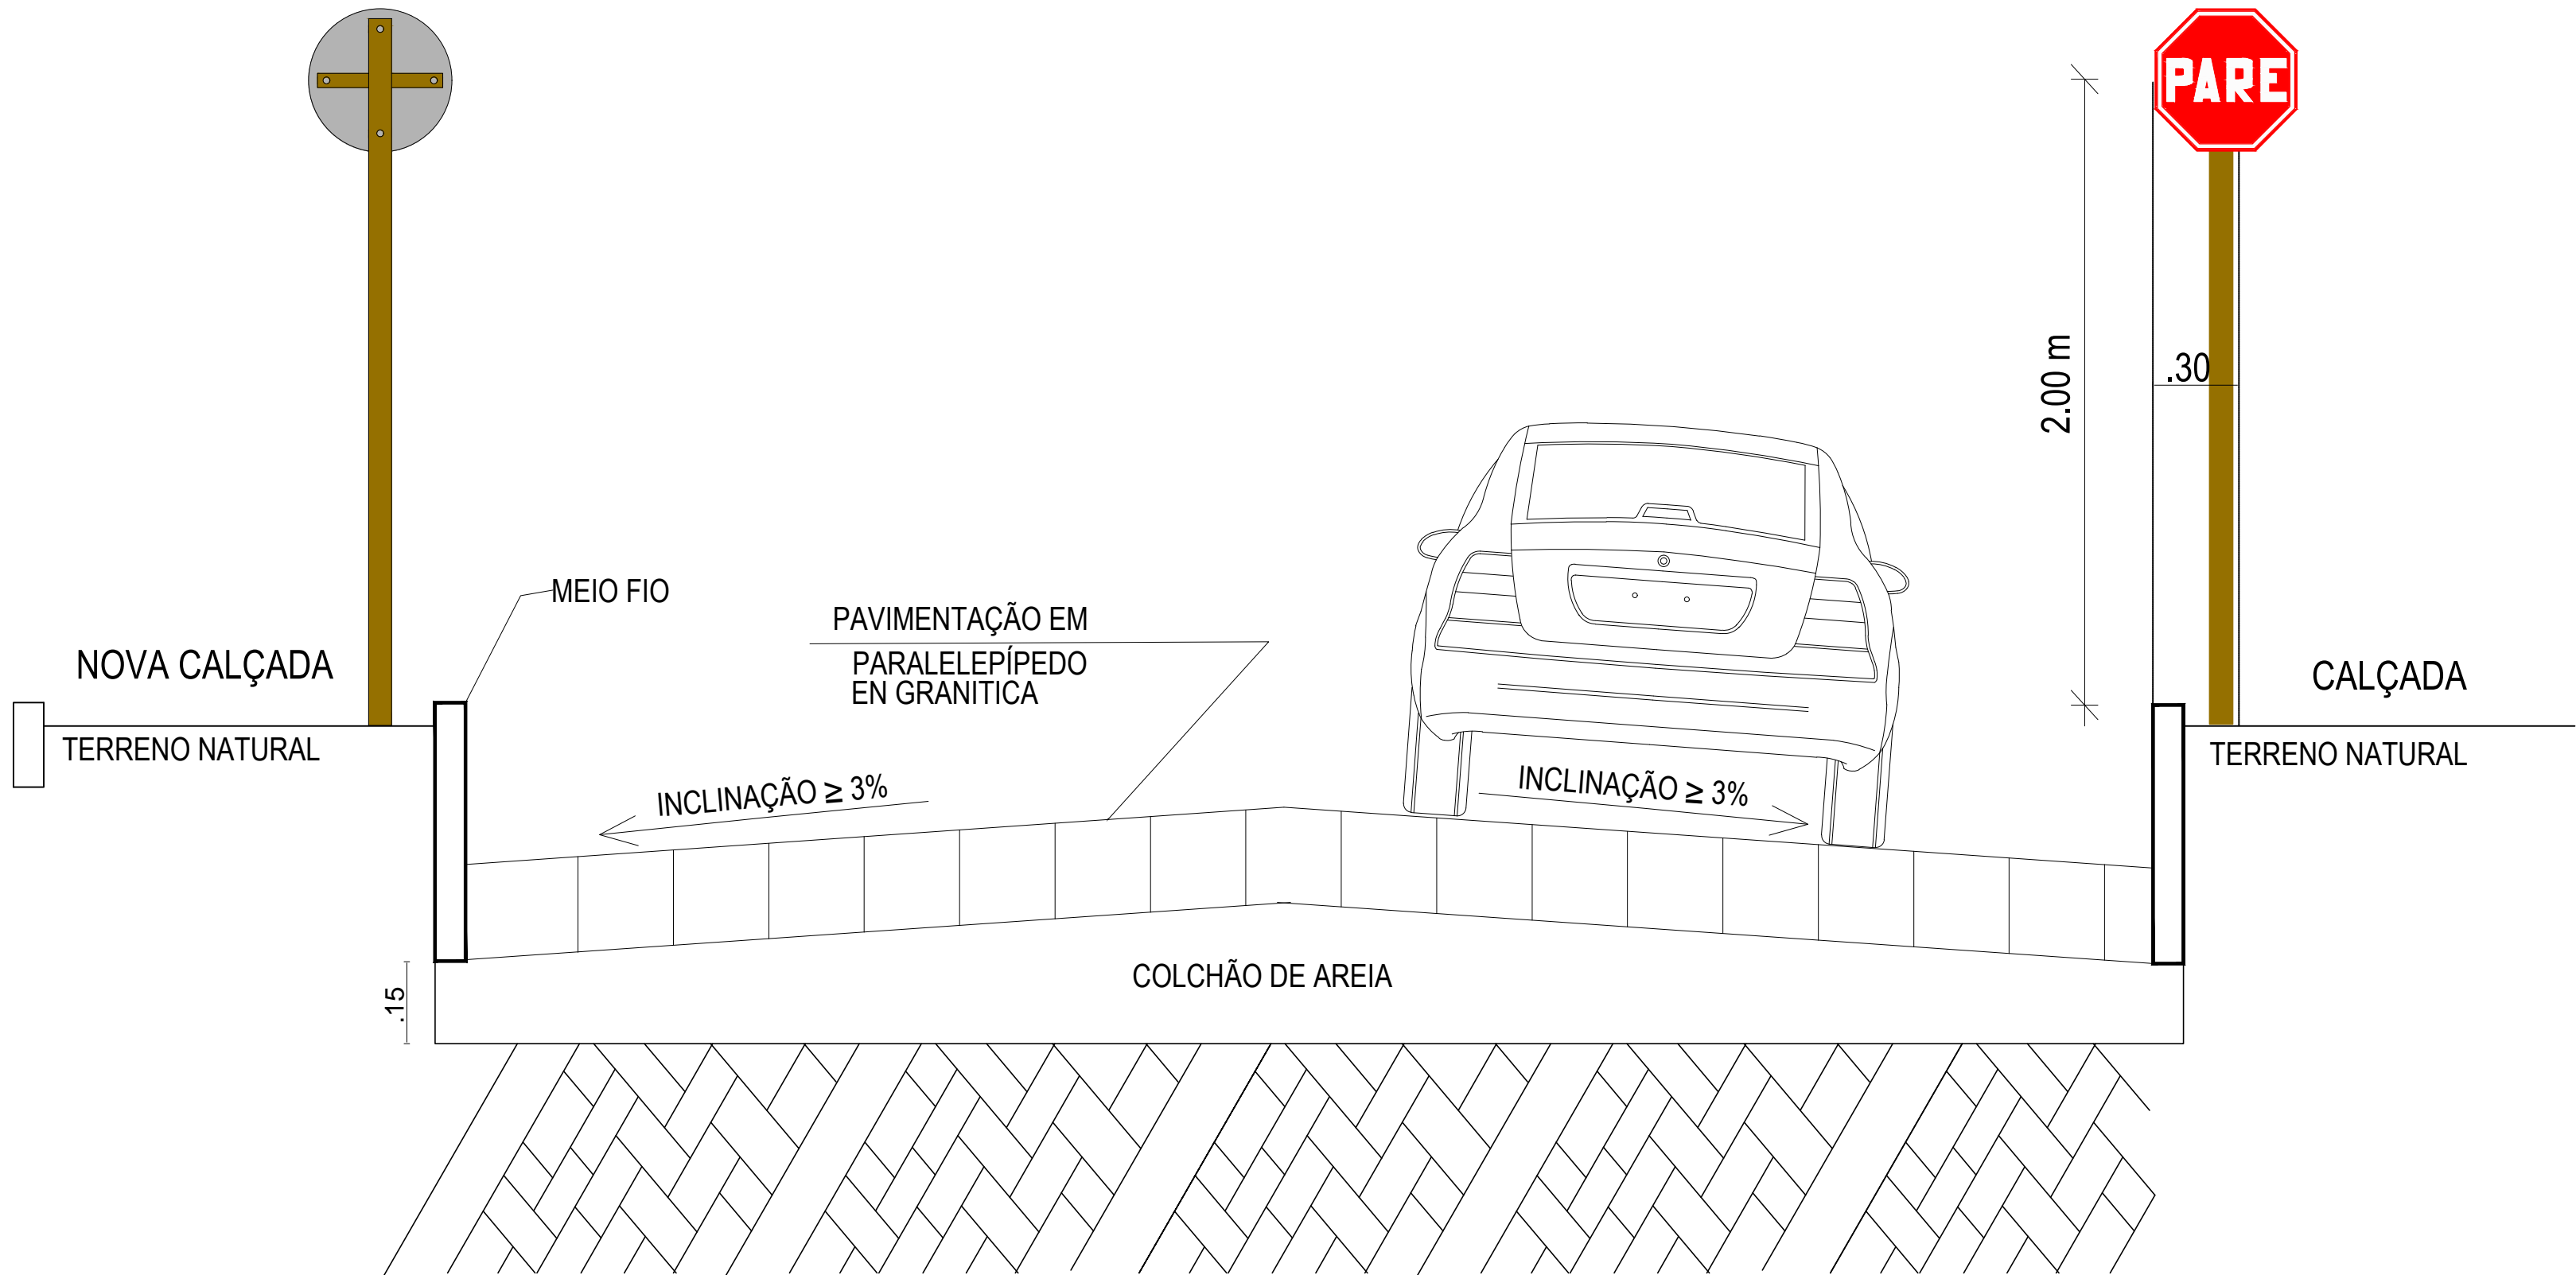 PARE
2.00 m
.30
MEIO FIO
PAVIMENTAÇÃO EM
PARALELEPÍPEDO
EN GRANITICA
NOVA CALÇADA
CALÇADA
TERRENO NATURAL
TERRENO NATURAL
INCLINAÇÃO ≥ 3%
INCLINAÇÃO ≥ 3%
COLCHÃO DE AREIA
.15